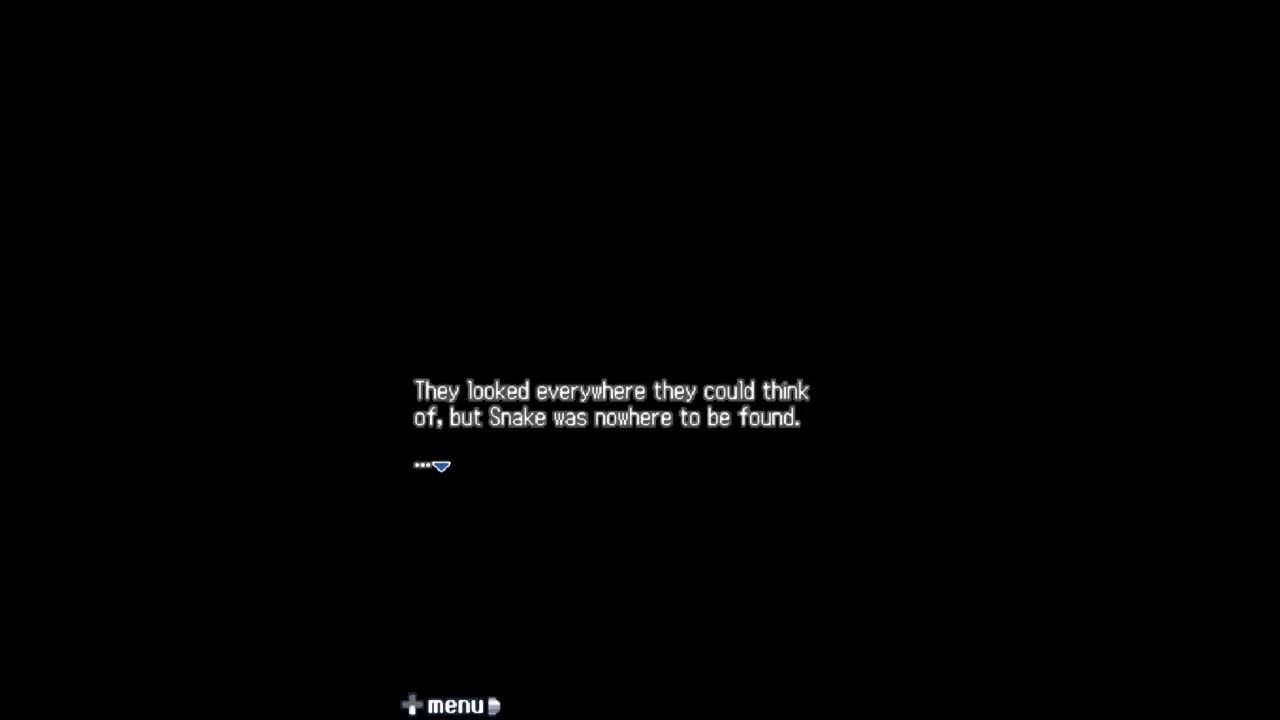 They looked everywhere they could think
of, but Snake was nowhere to be found.
...
menu